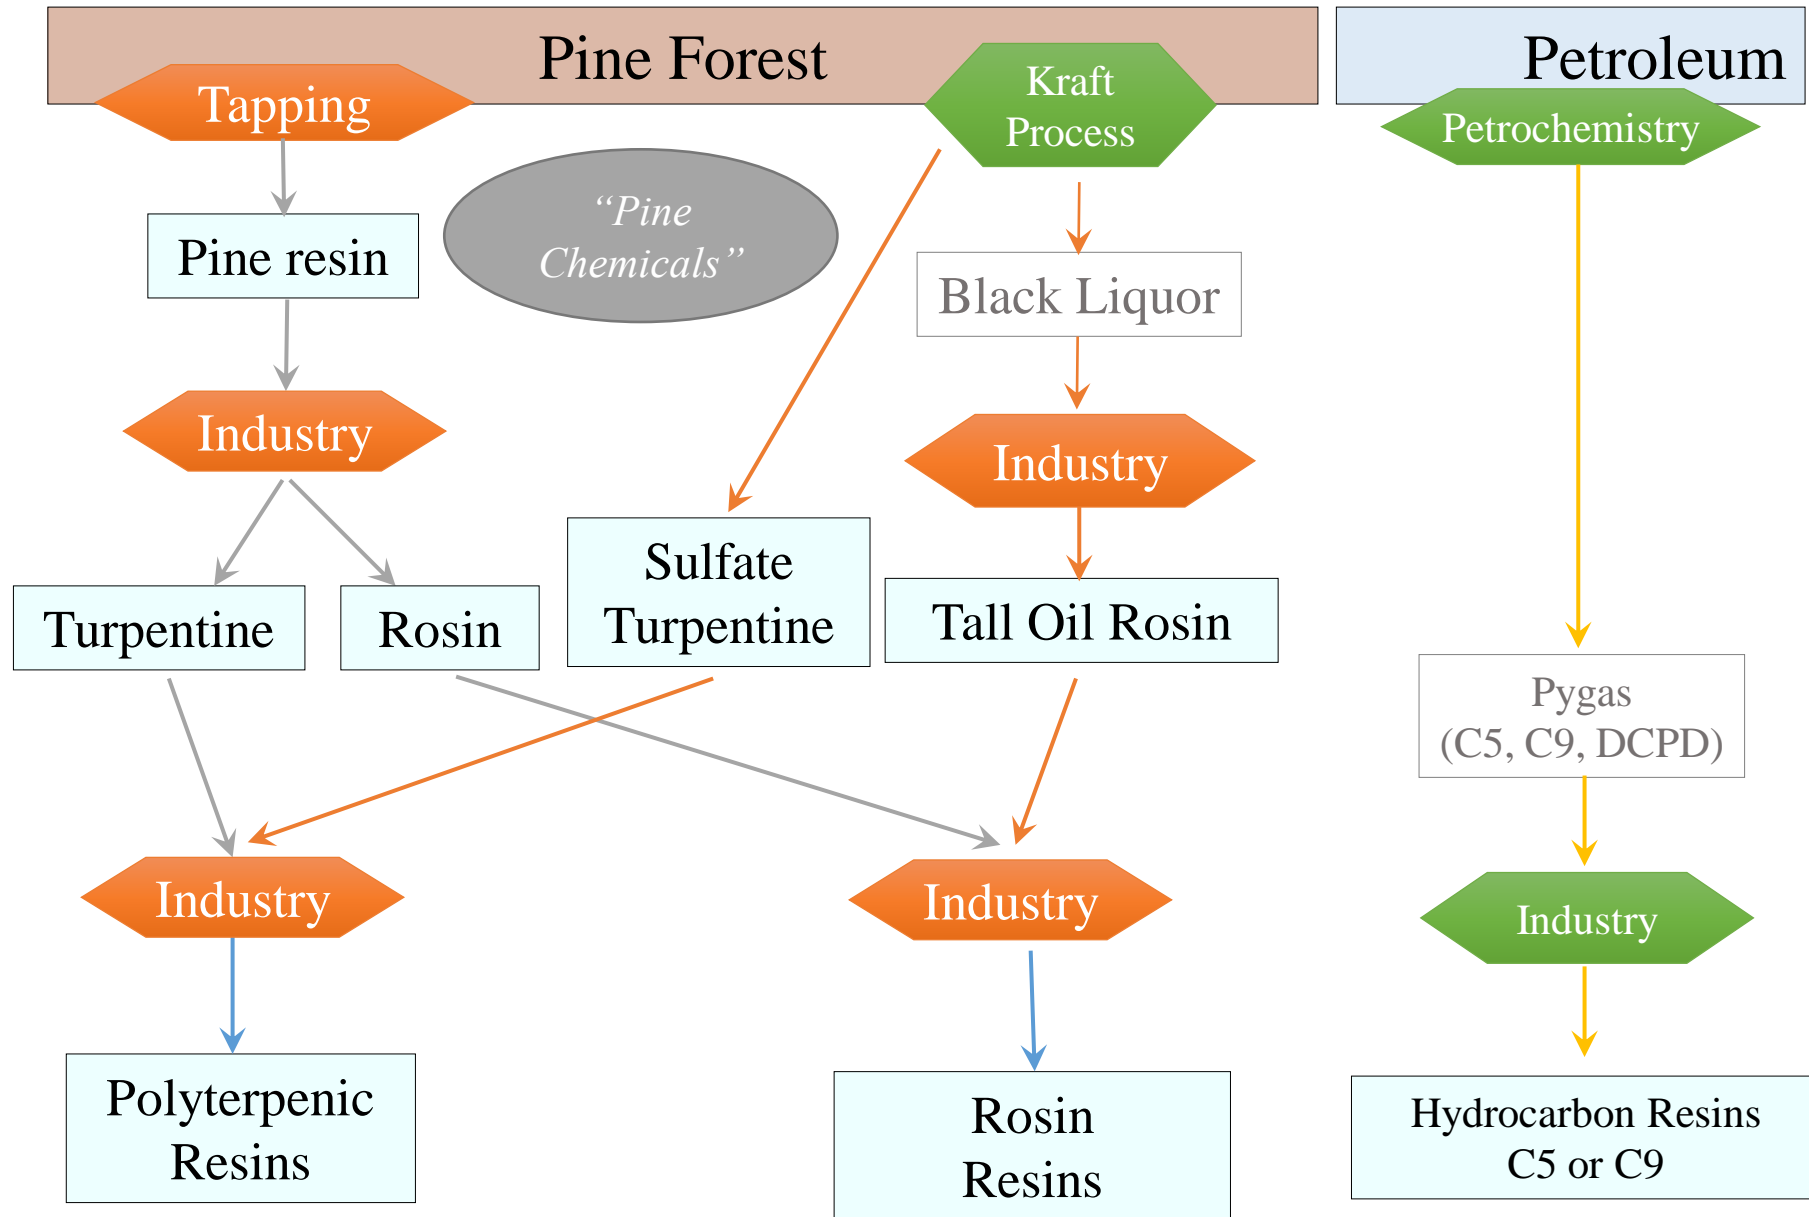 Pine Forest
Petroleum
Tapping
Kraft
Process
Petrochemistry
“Pine
Chemicals”
Pine resin
Black Liquor
Industry
Industry
Sulfate
Turpentine
Turpentine
Rosin
Tall Oil Rosin
Pygas
(C5, C9, DCPD)
Industry
Industry
Industry
Polyterpenic
Resins
Rosin
Resins
Hydrocarbon Resins
C5 or C9